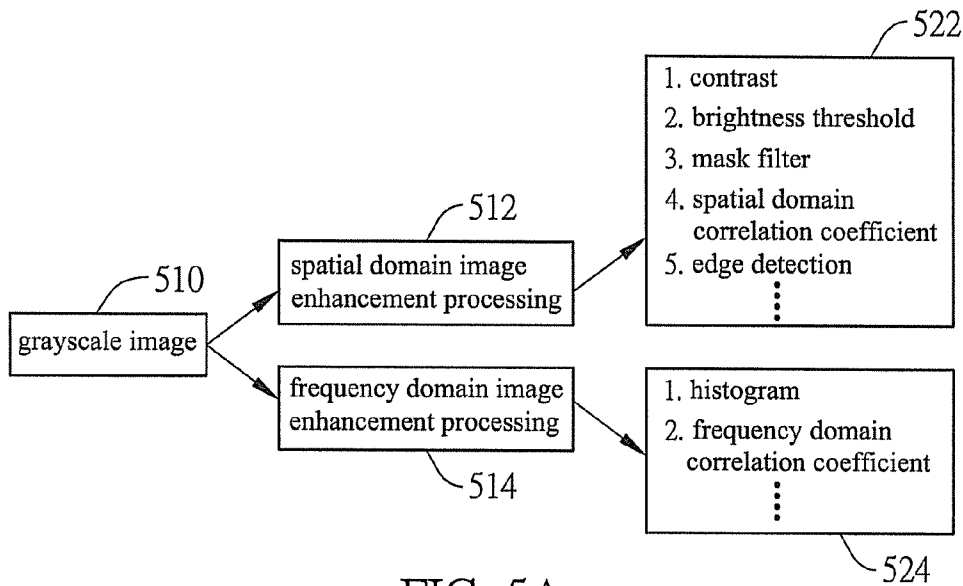 522
1. contrast
2. brightness threshold
3. mask filter
4. spatial domain
correlation coefficient
5. edge detection
512
spatial domain image
enhancement processing
510
grayscale image
frequency domain image
enhancement processing
514
1. histogram
2. frequency domain
correlation coefficient
524
FIG. 5A